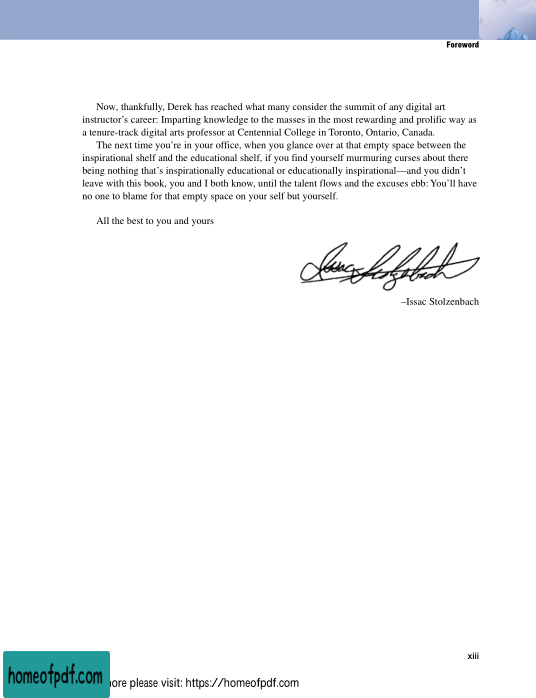 Foreword
Now, thankfully, Derek has reached what many consider the summit of any digital art
instructor's career: Imparting knowledge to the masses in the most rewarding and prolific way as
a tenure-track digital arts professor at Centennial College in Toronto, Ontario, Canada.
The next time you're in your office, when you glance over at that empty space between the
inspirational shelf and the educational shelf, if you find yourself murmuring curses about there
being nothing that's inspirationally educational or educationally inspirational—and you didn't
leave with this book, you and I both know, until the talent flows and the excuses ebb: You'll have
no one to blame for that empty space on your self but yourself.
All the best to you and yours
Issac Stolzenbach
–Issac Stolzenbach
xiii
homeofpdf.com
ore please visit: https://homeofpdf.com